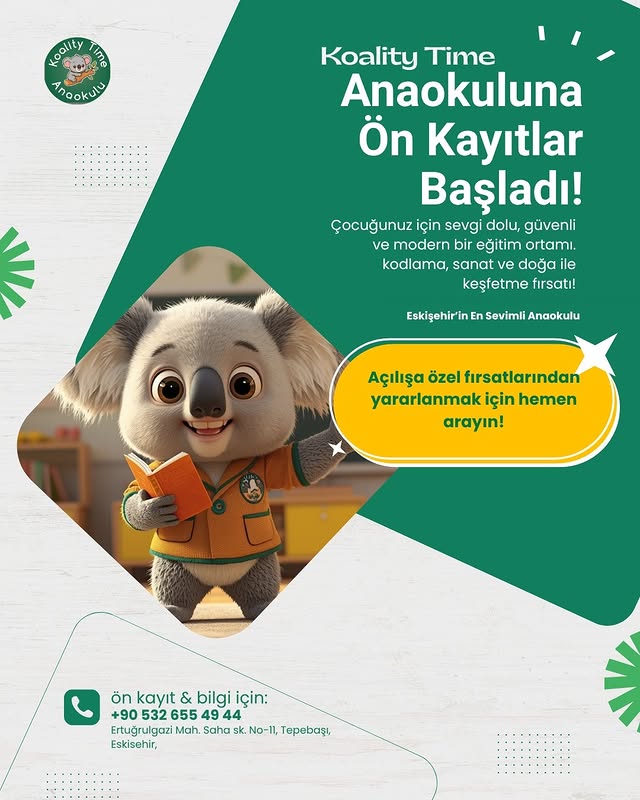 Koality Time
Anaokulu
Koality Time
Anaokuluna
Ön Kayıtlar
Başladı!
Çocuğunuz için sevgi dolu, güvenli
ve modern bir eğitim ortamı.
kodlama, sanat ve doğa ile
keşfetme fırsatı!
Eskişehir'in En Sevimli Anaokulu
Açılışa özel fırsatlarından
yararlanmak için hemen
arayın!
ön kayıt & bilgi için:
+90 532 655 49 44
Ertuğrulgazi Mah. Saha sk. No-11, Tepebaşı,
Eskisehir,